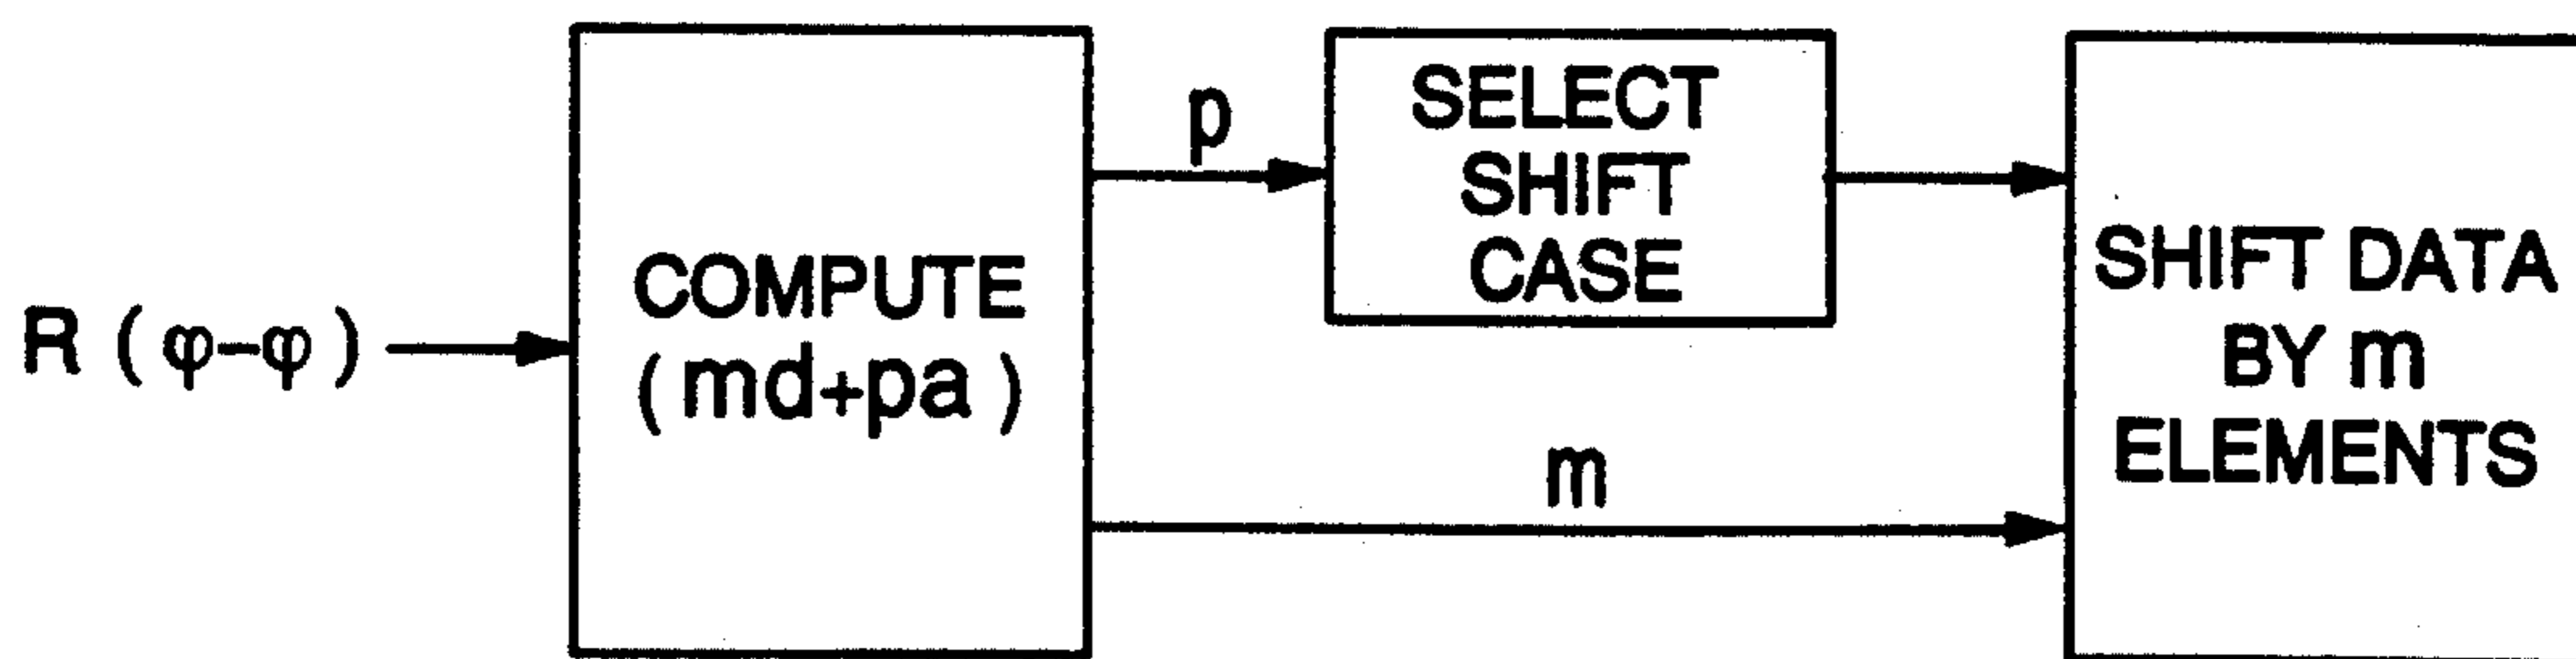 R (φ-φ)
COMPUTE
(md+pa)
p
SELECT
SHIFT
CASE
m
SHIFT DATA
BY m
ELEMENTS